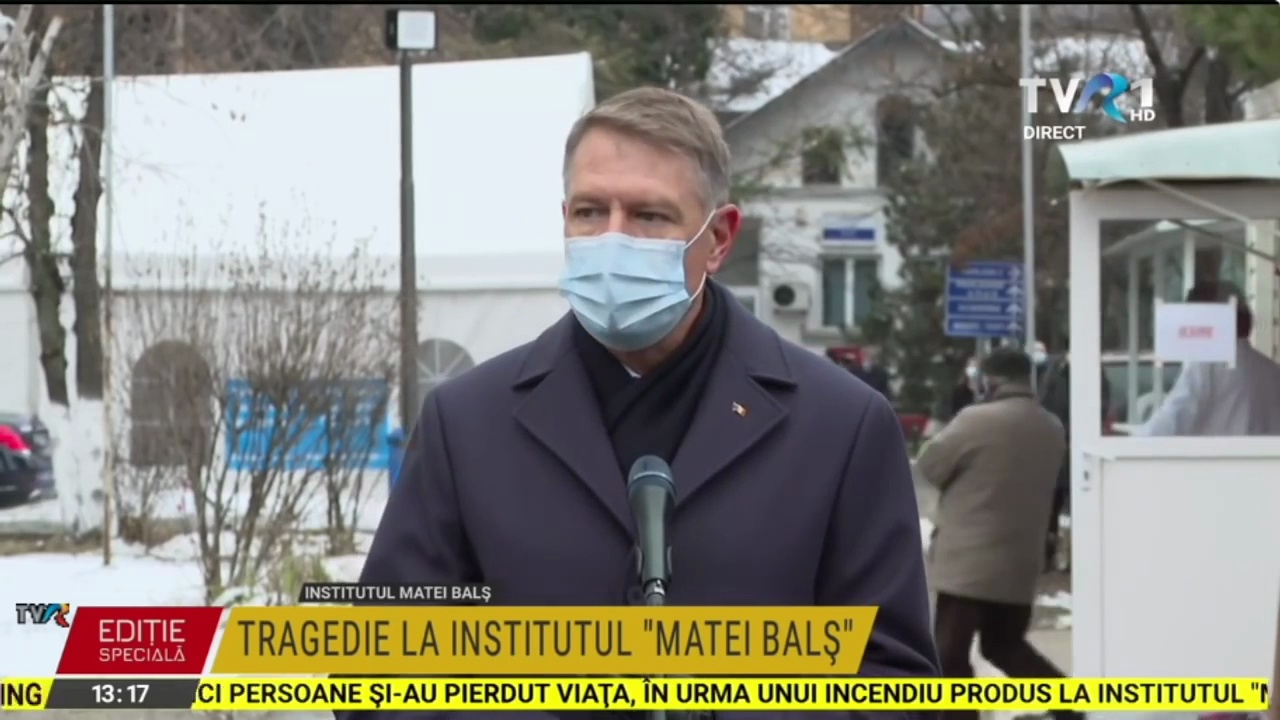 TVR1
HD
DIRECT
INSTITUTUL MATEI BALŞ
TVR
EDIȚIE
SPECIALĂ
TRAGEDIE LA INSTITUTUL "MATEI BALŞ"
ING 13:17 CI PERSOANE ŞI-AU PIERDUT VIAŢA, ÎN URMA UNUI INCENDIU PRODUS LA INSTITUTUL "M